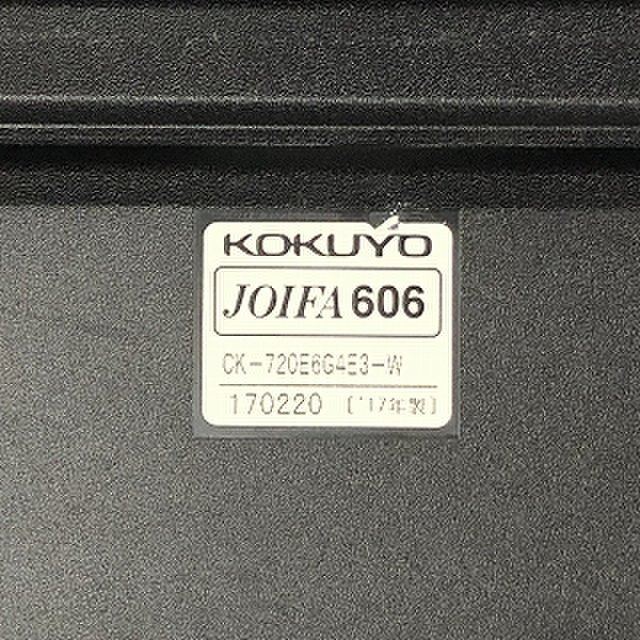 KOKUYO
JOIFA 606
CK-720E6G4E3-W
170220 ['17年製]